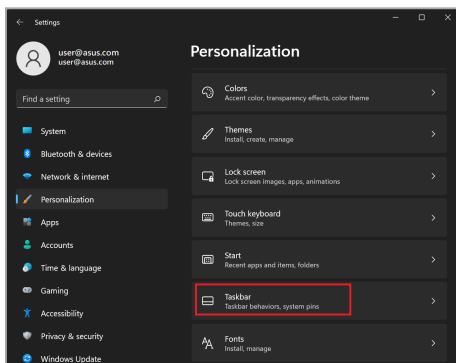 Settings
user@asus.com
user@asus.com
Find a setting
System
Bluetooth & devices
Network & internet
Personalization
Apps
Accounts
Time & language
Gaming
Accessibility
Privacy & security
Windows Update
Personalization
Colors
Accent color, transparency effects, color theme
Themes
Install, create, manage
Lock screen
Lock screen images, apps, animations
Touch keyboard
Themes, size
Start
Recent apps and items, folders
Taskbar
Taskbar behaviors, system pins
Fonts
Install, manage